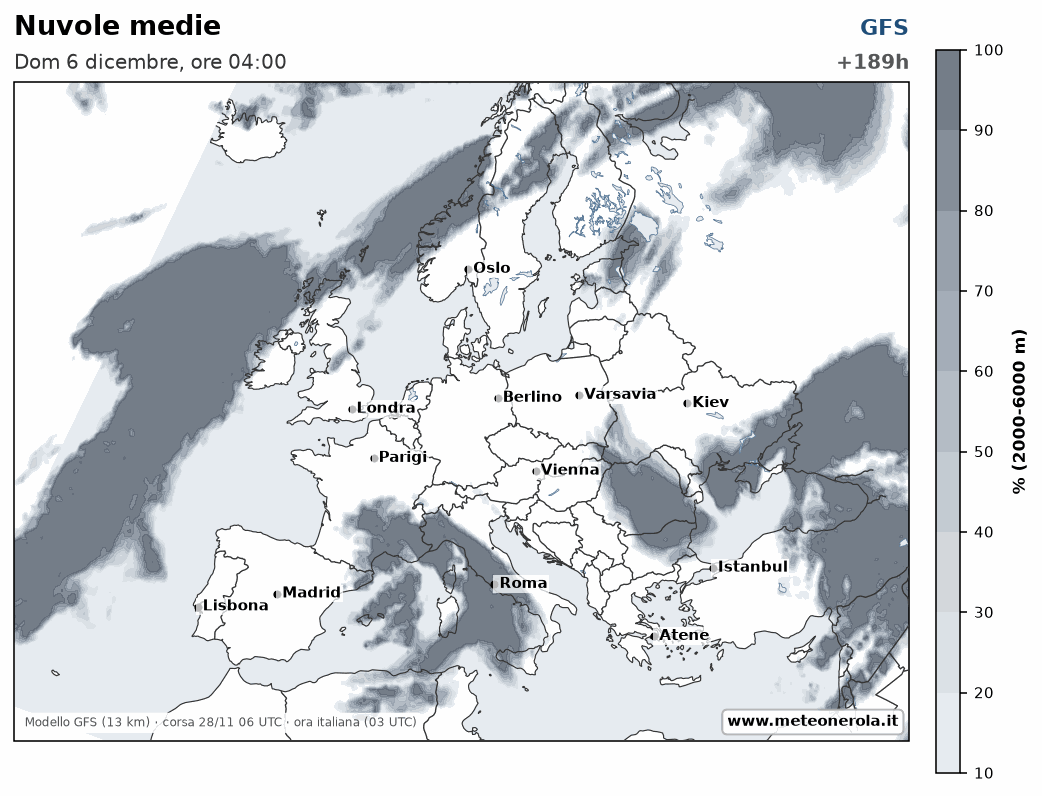 Nuvole medie
GFS
Dom 6 dicembre, ore 04:00
+189h
Oslo
Berlino
Varsavia
Kiev
Londra
Parigi
Vienna
Istanbul
Roma
Madrid
Lisbona
Atene
Modello GFS (13 km) · corsa 28/11 06 UTC · ora italiana (03 UTC)
www.meteonerola.it
100
90
80
70
60
50
40
30
20
10
% (2000-6000 m)